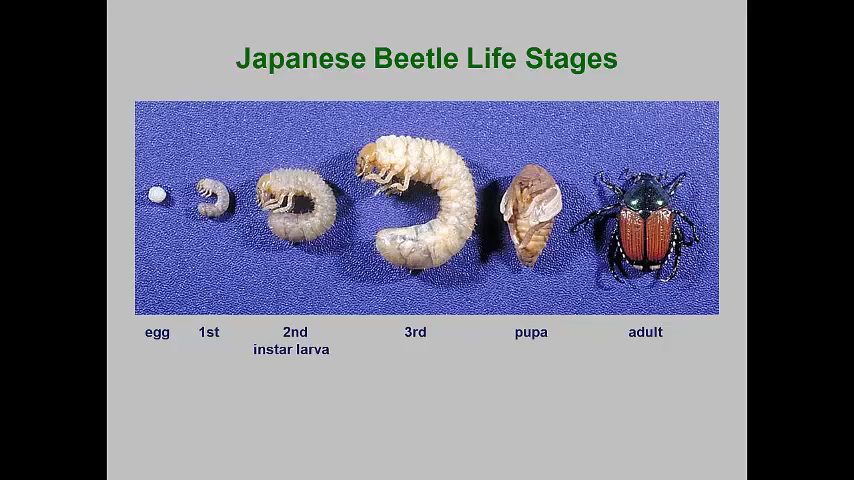 Japanese Beetle Life Stages
egg 1st 2nd 3rd pupa adult
instar larva